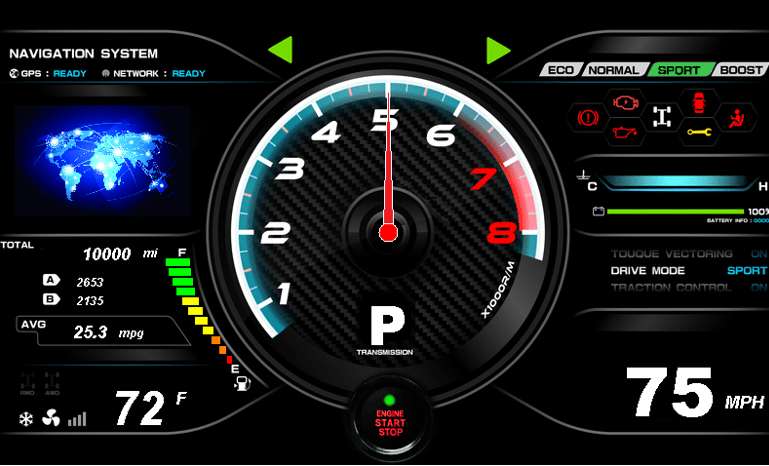 NAVIGATION SYSTEM
GPS : READY NETWORK : READY
ECO NORMAL SPORT BOOST
1
2
3
4
5
6
7
8
X1000R/M
P
TRANSMISSION
ENGINE
START
STOP
TOTAL 10000 mi
A 2653
B 2135
AVG 25.3 mpg
F
E
RWD AWD
72 F
C H
100%
BATTERY INFO : GOOD
TOUQUE VECTORING ON
DRIVE MODE SPORT
TRACTION CONTROL ON
75 MPH